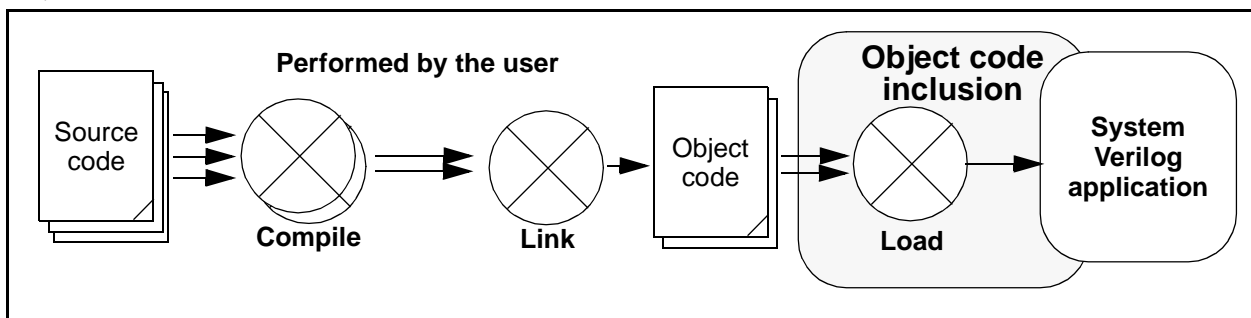 Performed by the user
Source
code
Compile
Link
Object
code
Object code
inclusion
Load
System
Verilog
application